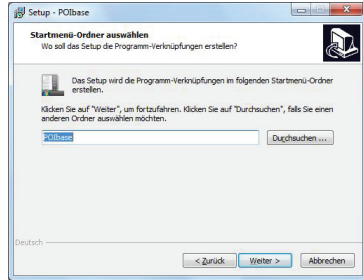 Setup - POIbase
Startmenü-Ordner auswählen
Wo soll das Setup die Programm-Verknüpfungen erstellen?
Das Setup wird die Programm-Verknüpfungen im folgenden Startmenü-Ordner
erstellen.
Klicken Sie auf "Weiter", um fortzufahren. Klicken Sie auf "Durchsuchen", falls Sie einen
anderen Ordner auswählen möchten.
POIbase
Durchsuchen ...
Deutsch
< Zurück
Weiter >
Abbrechen